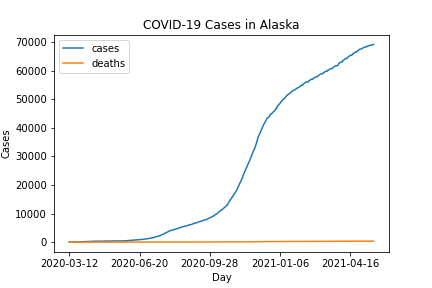 COVID-19 Cases in Alaska
cases
deaths
70000
60000
50000
40000
30000
20000
10000
0
Cases
2020-03-12 2020-06-20 2020-09-28 2021-01-06 2021-04-16
Day